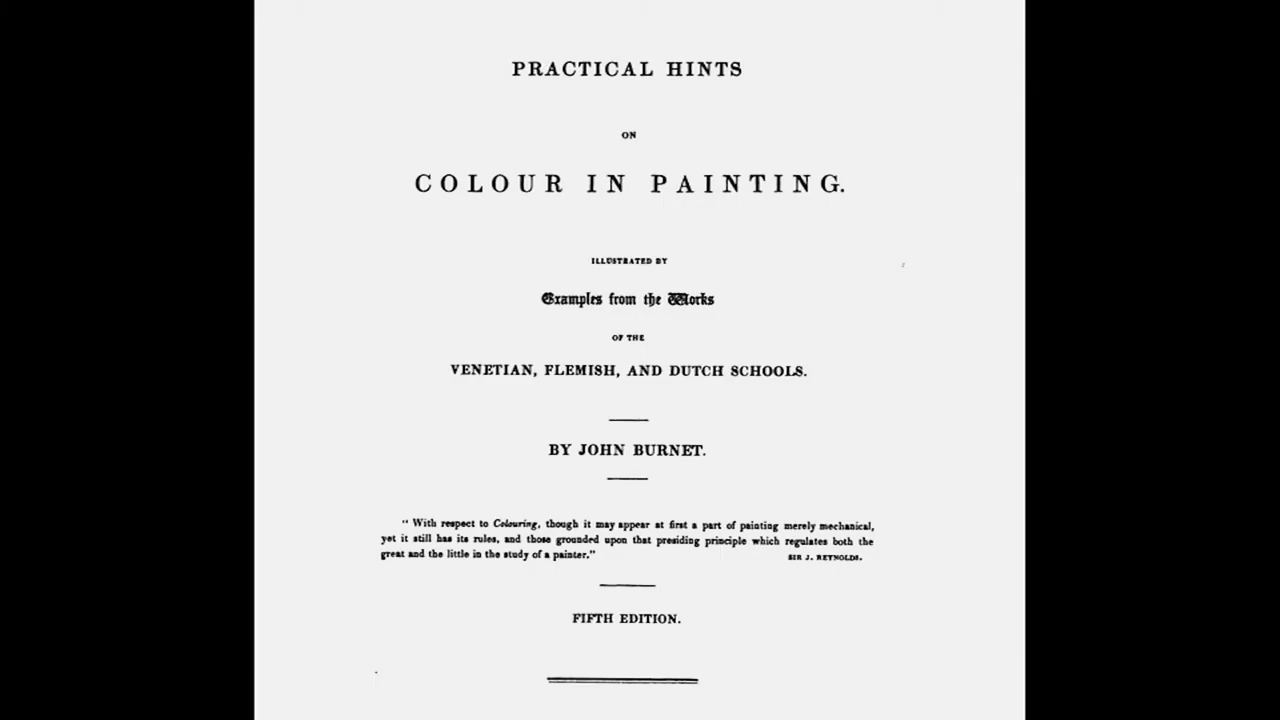 PRACTICAL HINTS
ON
COLOUR IN PAINTING.
ILLUSTRATED BY
Examples from the Works
OF THE
VENETIAN, FLEMISH, AND DUTCH SCHOOLS.
BY JOHN BURNET.
" With respect to Colouring, though it may appear at first a part of painting merely mechanical,
yet it still has its rules, and those grounded upon that presiding principle which regulates both the
great and the little in the study of a painter."
SIR J. REYNOLDS.
FIFTH EDITION.